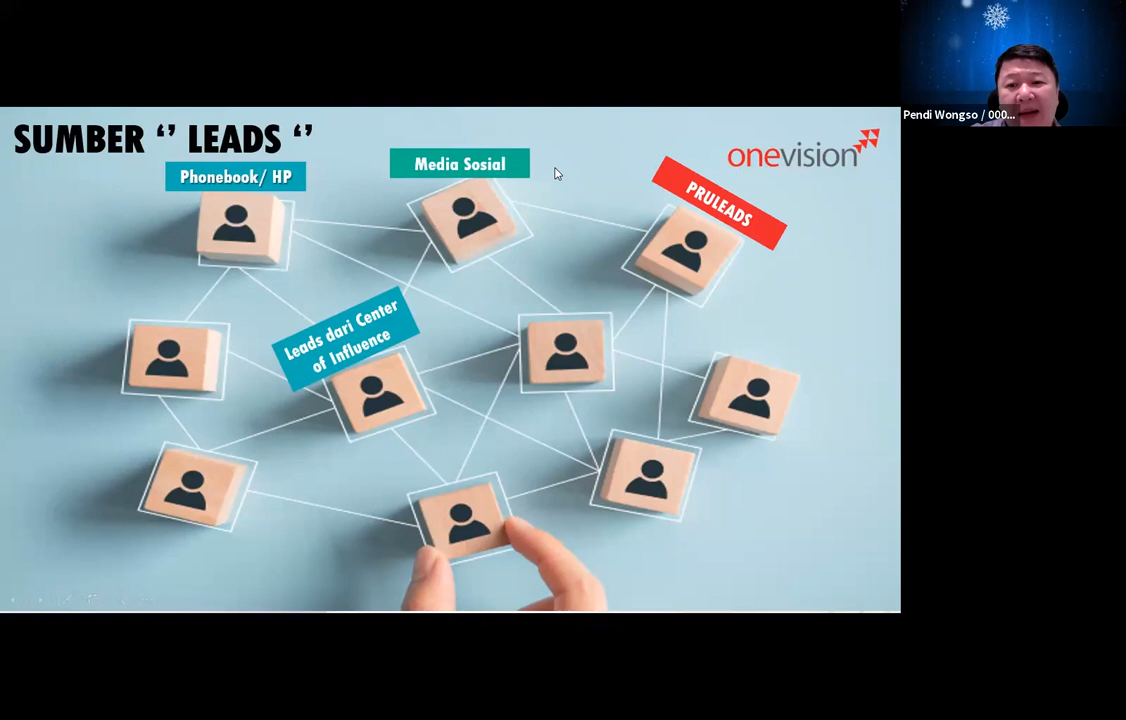 SUMBER ‘’ LEADS ‘’
Phonebook/ HP
Media Sosial
PRULEADS
onevision
Leads dari Center
of Influence
Pendi Wongso / 000...